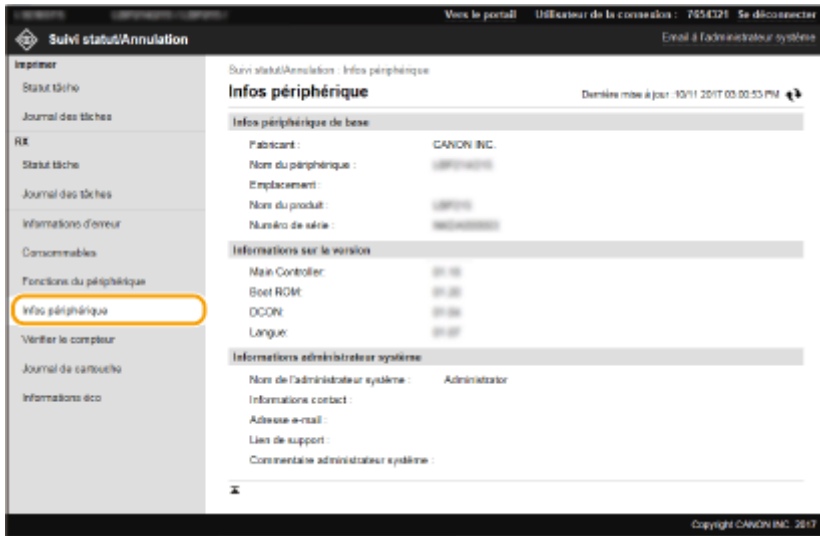 Vers le portail Utilisateur de la connexion : 7654321 Se déconnecter
Suivi statut/Annulation
Email à l'administrateur système
Imprimer
Statut tâche
Journal des tâches
RX
Statut tâche
Journal des tâches
Informations d'erreur
Consommables
Fonctions du périphérique
Infos périphérique
Vérifier le compteur
Journal de cartouche
Informations éco
Suivi statut/Annulation : Infos périphérique
Infos périphérique
Dernière mise à jour :10/11 2017 03:00:53 PM
Infos périphérique de base
Fabricant : CANON INC.
Nom du périphérique :
Emplacement :
Nom du produit :
Numéro de série :
Informations sur la version
Main Controller:
Boot ROM:
DCON:
Langue:
Informations administrateur système
Nom de l'administrateur système : Administrator
Informations contact :
Adresse e-mail :
Lien de support :
Commentaire administrateur système :
Copyright CANON INC. 2017